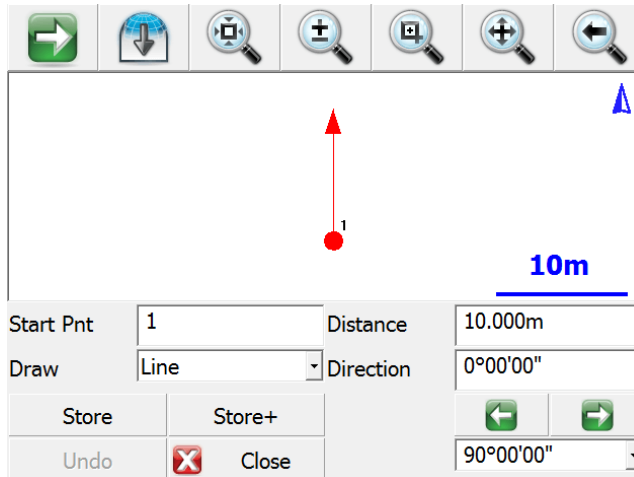 1
10m
Start Pnt 1 Distance 10.000m
Draw Line Direction 0°00'00"
Store Store+
Undo Close 90°00'00"